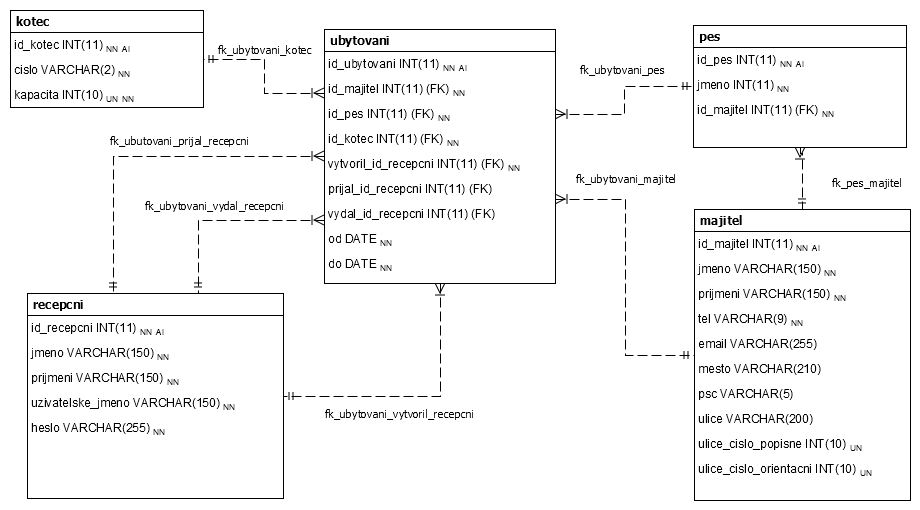 kotec
id_kotec INT(11) NN AI
cislo VARCHAR(2) NN
kapacita INT(10) UN NN
fk_ubytovani_kotec
ubytovani
id_ubytovani INT(11) NN AI
id_majitel INT(11) (FK) NN
id_pes INT(11) (FK) NN
id_kotec INT(11) (FK) NN
vytvoril_id_recepcni INT(11) (FK) NN
prijal_id_recepcni INT(11) (FK)
vydal_id_recepcni INT(11) (FK)
od DATE NN
do DATE NN
fk_ubytovani_pes
pes
id_pes INT(11) NN AI
jmeno INT(11) NN
id_majitel INT(11) (FK) NN
fk_ubutovani_prijal_recepcni
fk_ubytovani_vydal_recepcni
fk_ubytovani_majitel
fk_pes_majitel
recepcni
id_recepcni INT(11) NN AI
jmeno VARCHAR(150) NN
prijmeni VARCHAR(150) NN
uzivatelske_jmeno VARCHAR(150) NN
heslo VARCHAR(255) NN
fk_ubytovani_vytvoril_recepcni
majitel
id_majitel INT(11) NN AI
jmeno VARCHAR(150) NN
prijmeni VARCHAR(150) NN
tel VARCHAR(9) NN
email VARCHAR(255)
mesto VARCHAR(210)
psc VARCHAR(5)
ulice VARCHAR(200)
ulice_cislo_popisne INT(10) UN
ulice_cislo_orientacni INT(10) UN